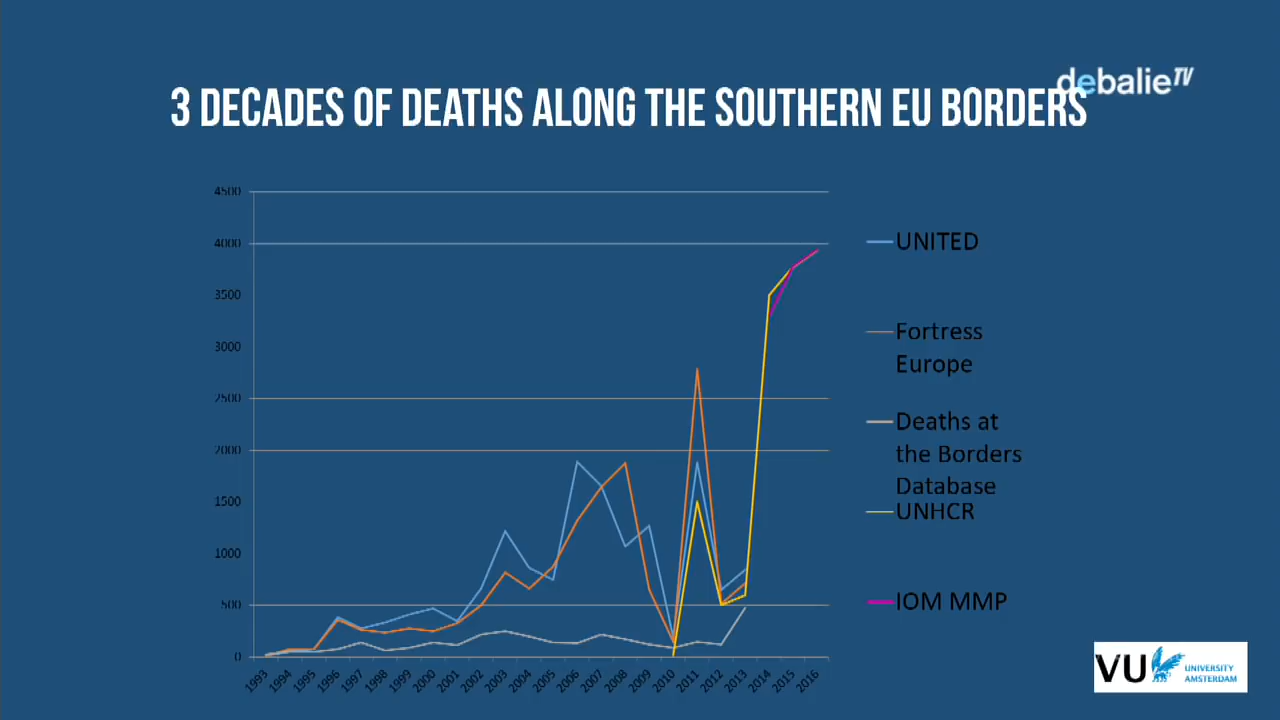 debalieTV
3 DECADES OF DEATHS ALONG THE SOUTHERN EU BORDERS
4500
4000
3500
3000
2500
2000
1500
1000
500
0
1993 1994 1995 1996 1997 1998 1999 2000 2001 2002 2003 2004 2005 2006 2007 2008 2009 2010 2011 2012 2013 2014 2015 2016
UNITED
Fortress
Europe
Deaths at
the Borders
Database
UNHCR
IOM MMP
VU UNIVERSITY
AMSTERDAM